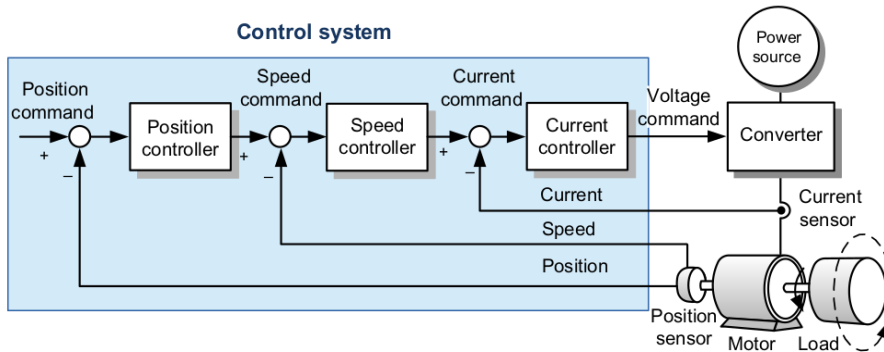 Control system
Power
source
Position
command
Speed
command
Current
command
Voltage
command
Position
controller
Speed
controller
Current
controller
Converter
+
−
+
−
+
−
Current
Current
sensor
Speed
Position
Position
sensor
Motor
Load